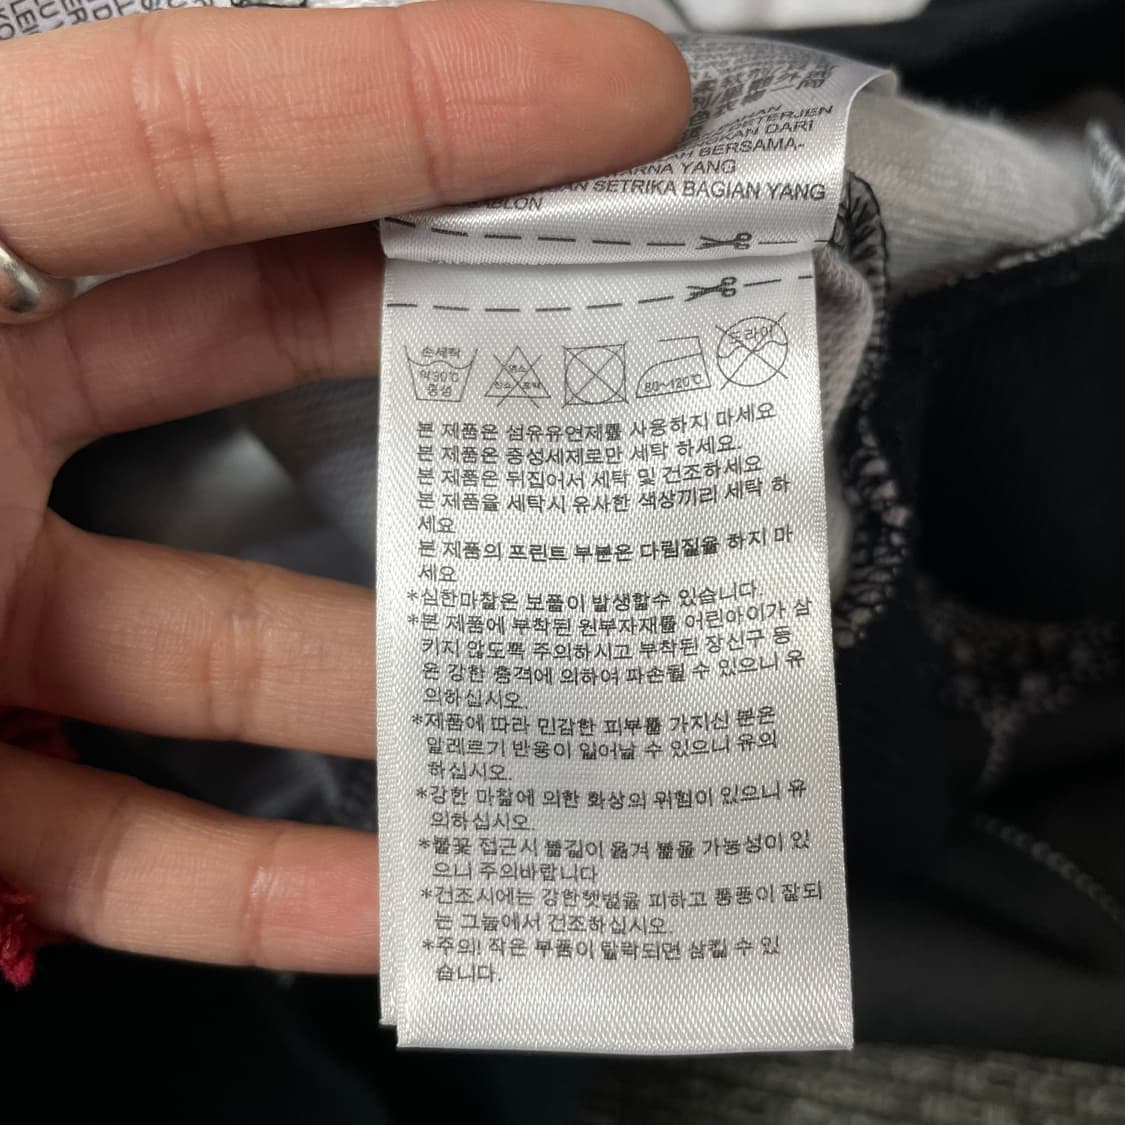 DETERJEN
DARI
BERSAMA-
YANG
SETRIKA BAGIAN YANG
손세탁
약30℃
중성
염소
산소 표백
80~120℃
드라이
본 제품은 섬유유연제를 사용하지 마세요
본 제품은 중성세제로만 세탁 하세요.
본 제품은 뒤집어서 세탁 및 건조하세요
본 제품을 세탁시 유사한 색상끼리 세탁 하
세요
본 제품의 프린트 부분은 다림질을 하지 마
세요
*심한마찰은 보풀이 발생할수 있습니다.
*본 제품에 부착된 원부자재를 어린아이가 삼
키지 않도록 주의하시고 부착된 장신구 등
은 강한 충격에 의하여 파손될 수 있으니 유
의하십시오.
*제품에 따라 민감한 피부를 가지신 분은
알레르기 반응이 일어날 수 있으니 유의
하십시오.
*강한 마찰에 의한 화상의 위험이 있으니 유
의하십시오.
*불꽃 접근시 불길이 옮겨 붙을 가능성이 있
으니 주의바랍니다
*건조시에는 강한햇볕을 피하고 통풍이 잘되
는 그늘에서 건조하십시오.
*주의! 작은 부품이 탈락되면 삼킬 수 있
습니다.